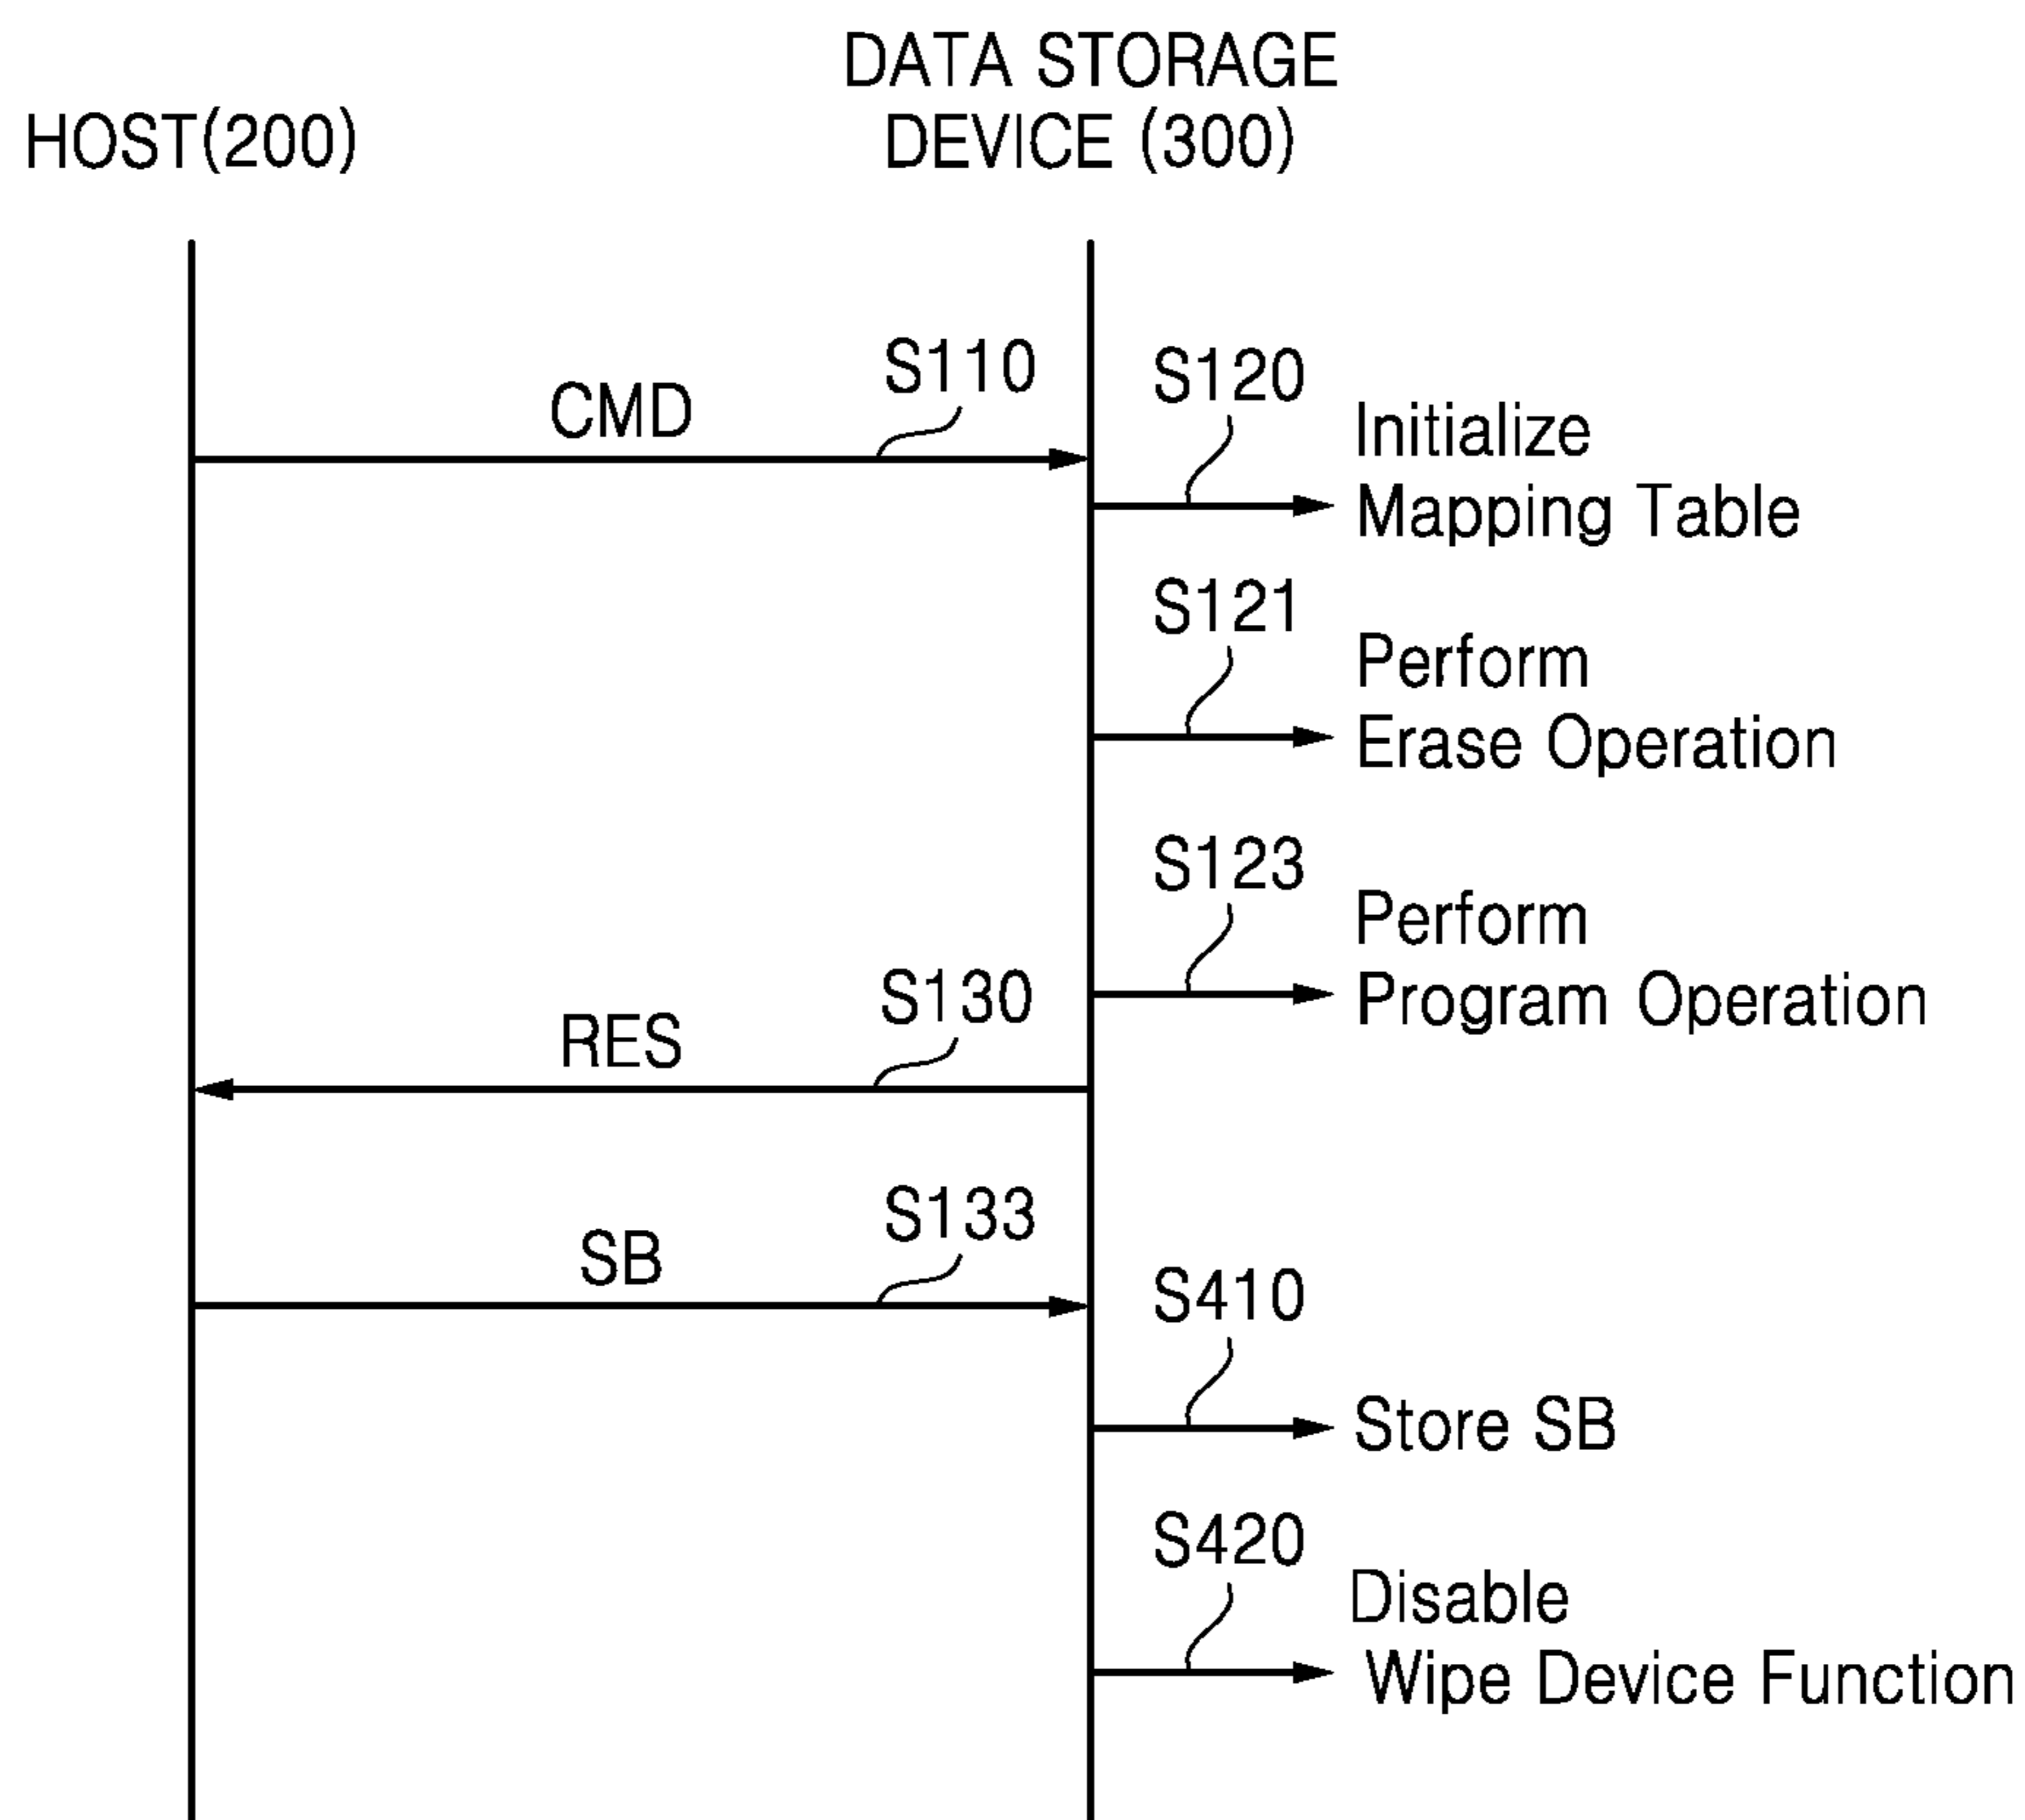 DATA STORAGE
DEVICE (300)
HOST(200)
S110
CMD
S120
Initialize
Mapping Table
S121
Perform
Erase Operation
S123
Perform
Program Operation
S130
RES
S133
SB
S410
Store SB
S420
Disable
Wipe Device Function